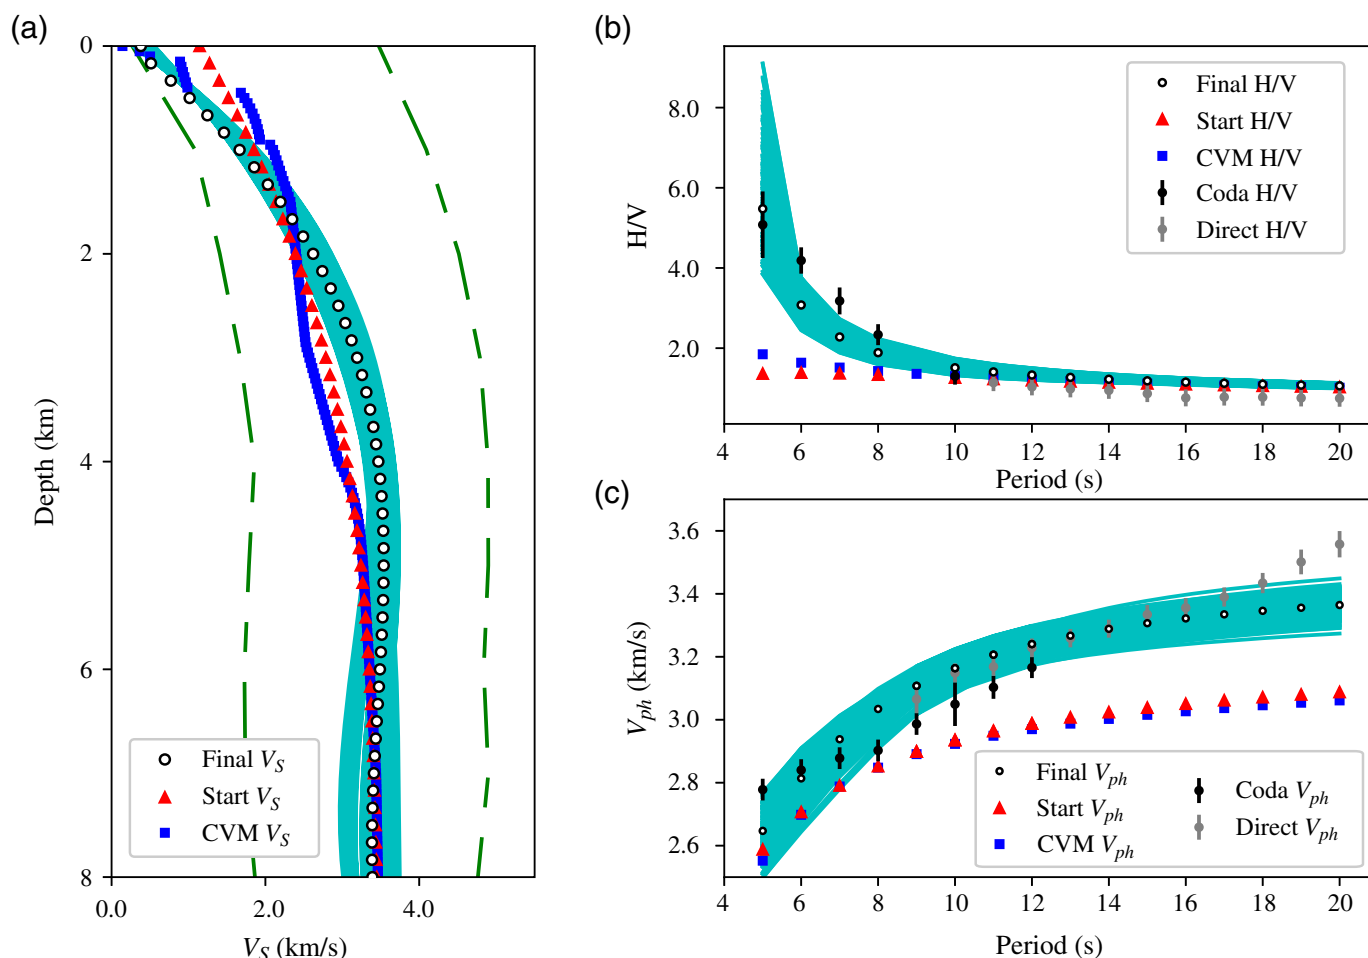 (a)
0
2
4
6
8
Depth (km)
Final V_S
Start V_S
CVM V_S
0.0 2.0 4.0
V_S (km/s)
(b)
8.0
6.0
4.0
2.0
H/V
Final H/V
Start H/V
CVM H/V
Coda H/V
Direct H/V
4 6 8 10 12 14 16 18 20
Period (s)
(c)
3.6
3.4
3.2
3.0
2.8
2.6
V_ph (km/s)
Final V_ph
Start V_ph
CVM V_ph
Coda V_ph
Direct V_ph
4 6 8 10 12 14 16 18 20
Period (s)